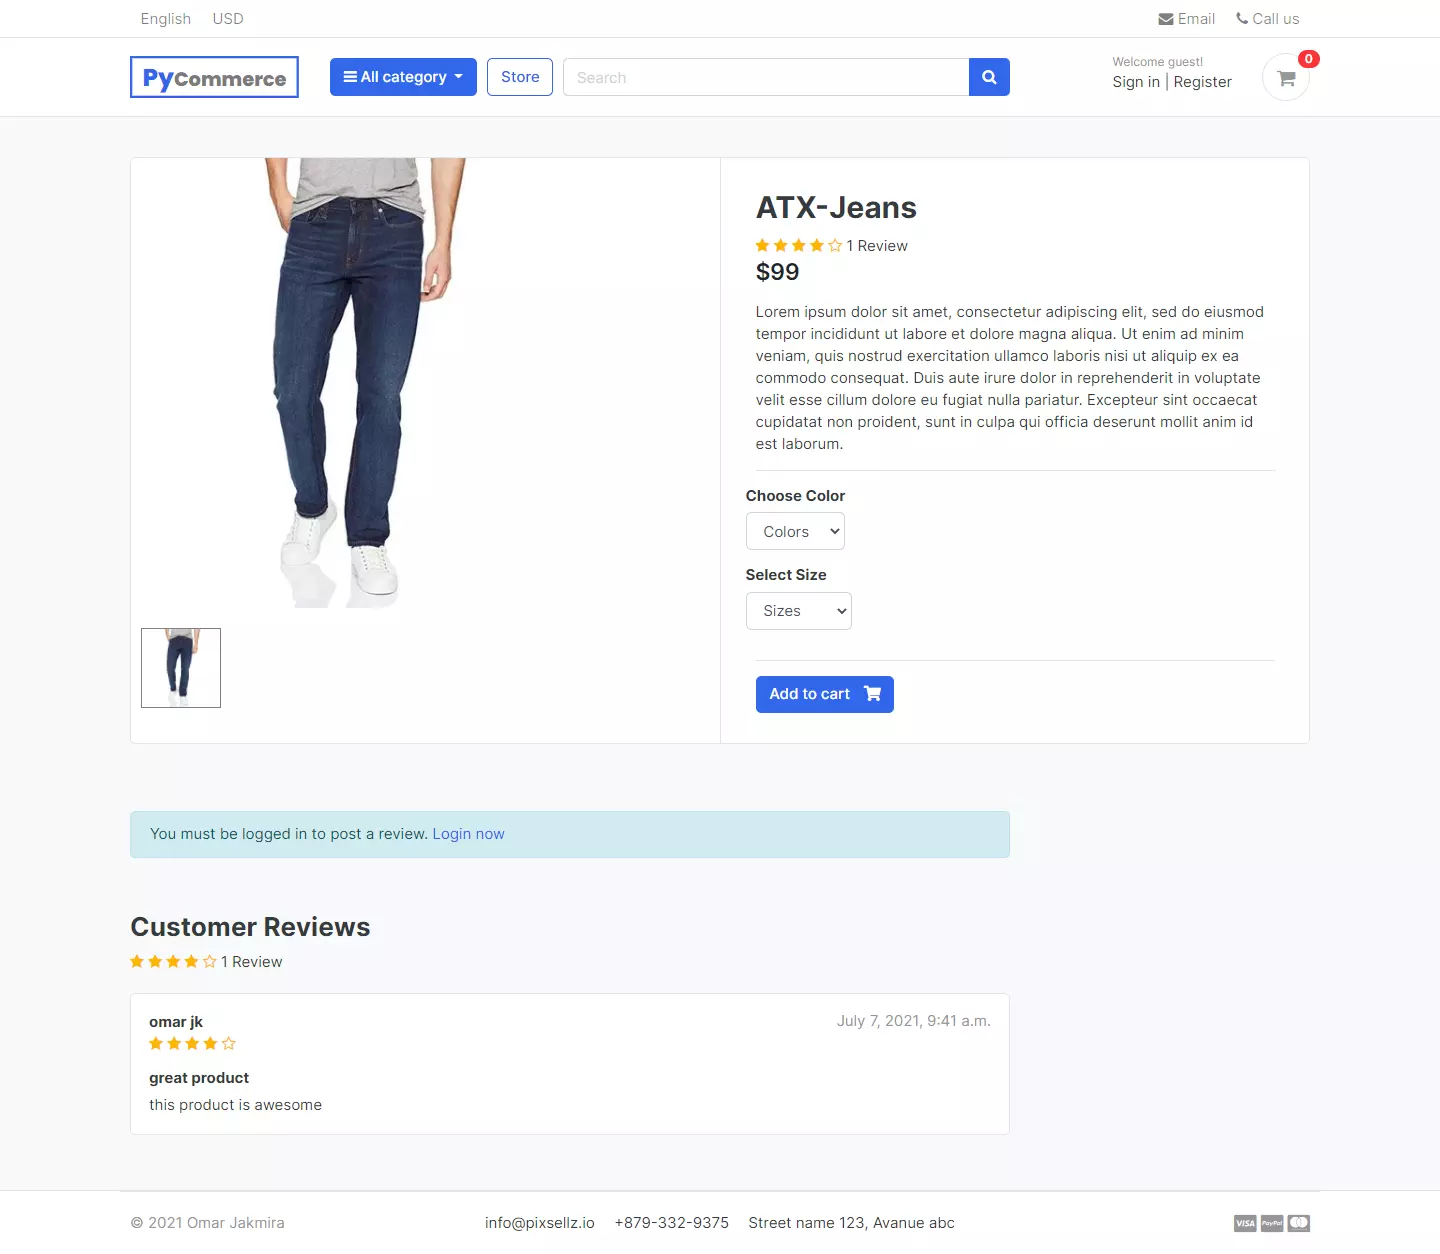 English USD Email Call us
PyCommerce All category Store Search Welcome guest! 0
Sign in | Register
ATX-Jeans
1 Review
$99
Lorem ipsum dolor sit amet, consectetur adipiscing elit, sed do eiusmod
tempor incididunt ut labore et dolore magna aliqua. Ut enim ad minim
veniam, quis nostrud exercitation ullamco laboris nisi ut aliquip ex ea
commodo consequat. Duis aute irure dolor in reprehenderit in voluptate
velit esse cillum dolore eu fugiat nulla pariatur. Excepteur sint occaecat
cupidatat non proident, sunt in culpa qui officia deserunt mollit anim id
est laborum.
Choose Color
Colors
Select Size
Sizes
Add to cart
You must be logged in to post a review. Login now
Customer Reviews
1 Review
omar jk July 7, 2021, 9:41 a.m.
great product
this product is awesome
© 2021 Omar Jakmira info@pixsellz.io +879-332-9375 Street name 123, Avanue abc VISA PayPal